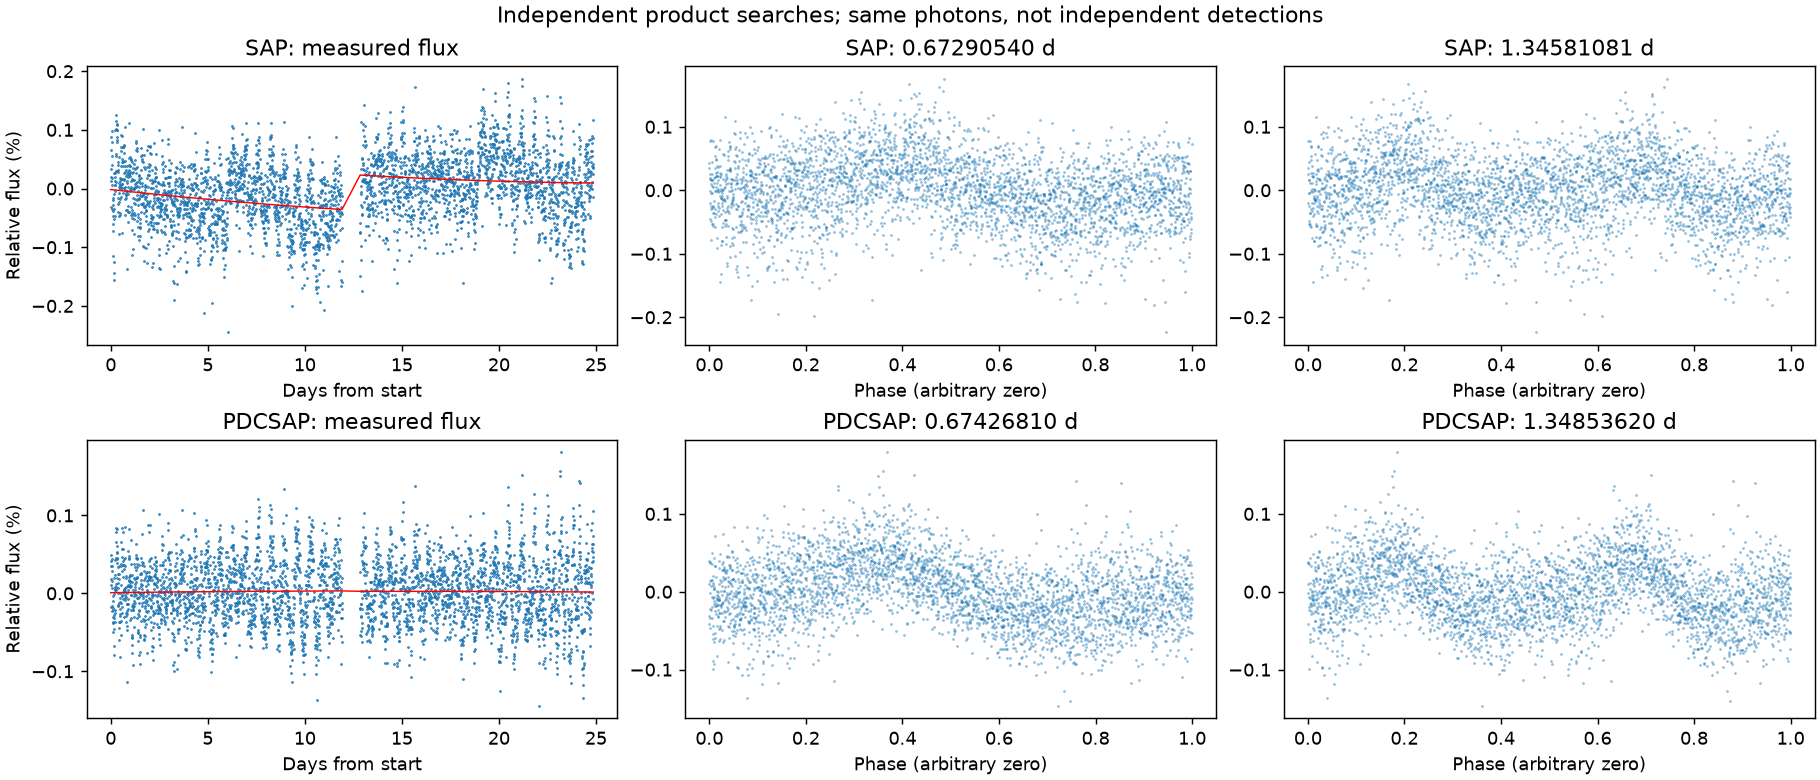 Independent product searches; same photons, not independent detections
SAP: measured flux
SAP: 0.67290540 d
SAP: 1.34581081 d
Relative flux (%)
0.2
0.1
0.0
−0.1
−0.2
0.1
0.0
−0.1
−0.2
0.1
0.0
−0.1
−0.2
0 5 10 15 20 25
0.0 0.2 0.4 0.6 0.8 1.0
0.0 0.2 0.4 0.6 0.8 1.0
Days from start
Phase (arbitrary zero)
Phase (arbitrary zero)
PDCSAP: measured flux
PDCSAP: 0.67426810 d
PDCSAP: 1.34853620 d
Relative flux (%)
0.1
0.0
−0.1
0.1
0.0
−0.1
0.1
0.0
−0.1
0 5 10 15 20 25
0.0 0.2 0.4 0.6 0.8 1.0
0.0 0.2 0.4 0.6 0.8 1.0
Days from start
Phase (arbitrary zero)
Phase (arbitrary zero)